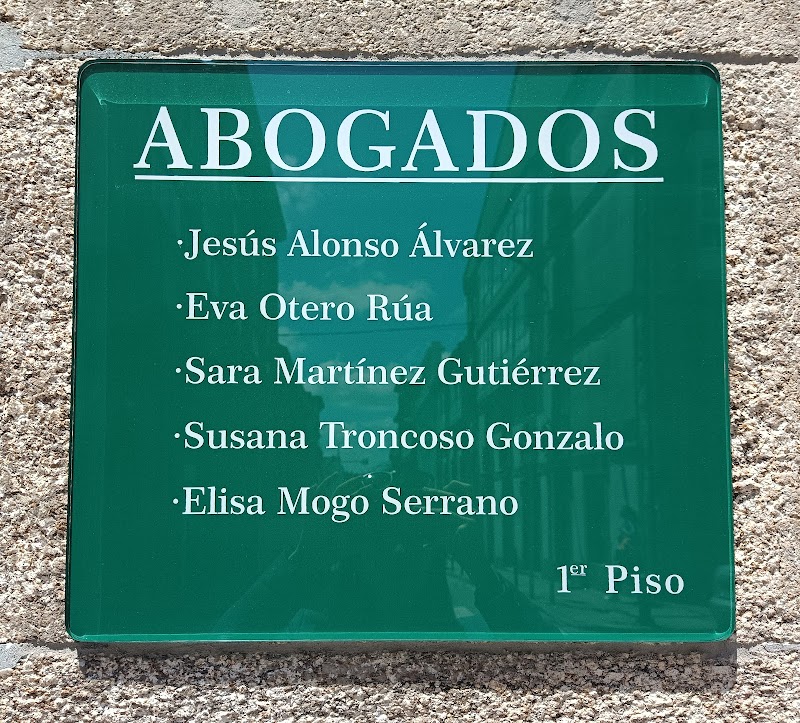 ABOGADOS
·Jesús Alonso Álvarez
·Eva Otero Rúa
·Sara Martínez Gutiérrez
·Susana Troncoso Gonzalo
·Elisa Mogo Serrano
1er Piso